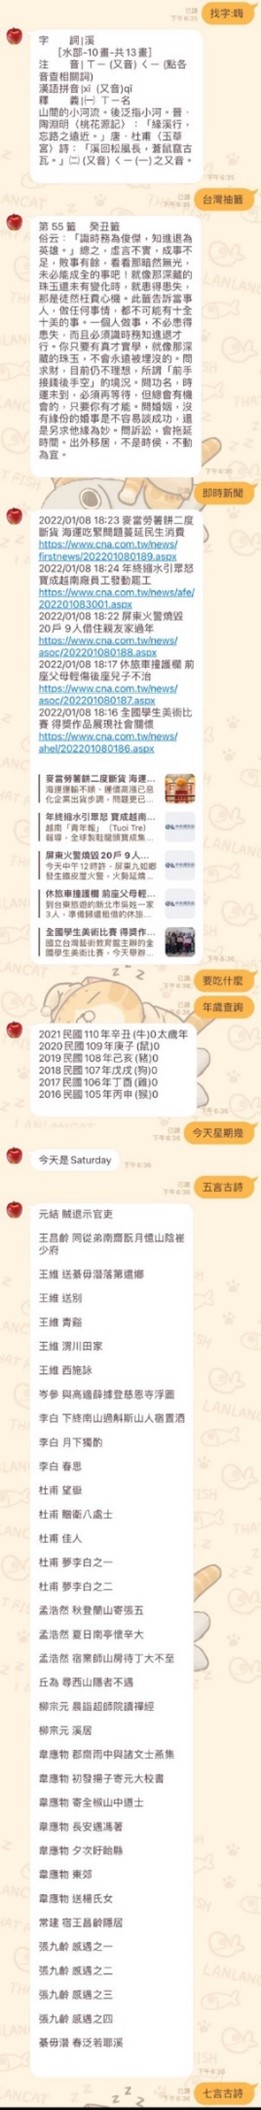 已讀
下午6:35
找字:嗨
字　　詞|溪
[水部-10畫-共13畫]
注　　音|ㄒㄧ (又音)ㄑㄧ (點各
音查相關詞)
漢語拼音|xī (又音)qī
釋　　義|㈠ ㄒㄧ名
山間的小河流。後泛指小河。晉．
陶淵明〈桃花源記〉：「緣溪行，
忘路之遠近。」唐．杜甫〈玉華
宮〉詩：「溪回松風長，蒼鼠竄古
瓦。」㈡ (又音) ㄑㄧ (一)之又音。
下午6:35
已讀
下午6:35
台灣抽籤
第 55 籤　癸丑籤
俗云：「識時務為俊傑，知進退為
英雄。」總之，虛言不實，成事不
足，敗事有餘，看看那暗然無光，
未必能成全的事吧！就像那深藏的
珠玉還未有變化時，就患得患失，
那是徒然枉費心機。此籤告訴當事
人，做任何事情，都不可能有十全
十美的事。一個人做事，不必患得
患失，而且必須識時務知進退才
行。你只要有真才實學，就像那深
藏的珠玉，不會永遠被埋沒的。問
求財，目前仍不理想，所謂「前手
接錢後手空」的境況。問功名，時
運未到，必須再等待，但總會有機
會的，只要你有才能。問婚姻，沒
有緣份的婚事是不容易談成功，還
是另求他緣為妙。問訴訟，會拖延
時間。出外移居，不是時侯，不動
為宜。
下午6:35
已讀
下午6:35
即時新聞
2022/01/08 18:23 麥當勞薯餅二度
斷貨 海運吃緊問題蔓延民生消費
https://www.cna.com.tw/news/
firstnews/202201080189.aspx
2022/01/08 18:24 年終縮水引眾怒
寶成越南廠員工發動罷工
https://www.cna.com.tw/news/afe/
202201083001.aspx
2022/01/08 18:22 屏東火警燒毀
20戶 9人借住親友家過年
https://www.cna.com.tw/news/
asoc/202201080188.aspx
2022/01/08 18:17 休旅車撞護欄 前
座父母輕傷後座兒子不治
https://www.cna.com.tw/news/
asoc/202201080187.aspx
2022/01/08 18:16 全國學生美術比
賽 得獎作品展現社會關懷
https://www.cna.com.tw/news/
ahel/202201080186.aspx
麥當勞薯餅二度斷貨 海運...
海運運輸不順、運價高漲已惡
化企業出貨步調，問題更已...
年終縮水引眾怒 寶成越南...
越南「青年報」（Tuoi Tre）
報導，全球製鞋龍頭寶成集...
屏東火警燒毀20戶 9人...
今天中午12時許，屏東九如鄉
發生鐵皮屋火警，火勢延燒...
休旅車撞護欄 前座父母輕...
到台東旅遊的新北市吳姓一家
3人，準備歸還租借的休旅...
全國學生美術比賽 得獎作...
國立台灣藝術教育館主辦的全
國學生美術比賽，今天舉辦...
下午6:35
已讀
下午6:36
要吃什麼
已讀
下午6:36
年歲查詢
2021 民國 110 年辛丑 (牛)0太歲年
2020 民國 109 年庚子 (鼠)0
2019 民國 108 年己亥 (豬)0
2018 民國 107 年戊戌 (狗)0
2017 民國 106 年丁酉 (雞)0
2016 民國 105 年丙申 (猴)0
下午6:36
已讀
下午6:36
今天星期幾
今天是 Saturday
下午6:36
已讀
下午6:36
五言古詩
元結 賊退示官吏
王昌齡 同從弟南齋翫月憶山陰崔
少府
王維 送綦毋潛落第還鄉
王維 送別
王維 青谿
王維 渭川田家
王維 西施詠
岑參 與高適薛據登慈恩寺浮圖
李白 下終南山過斛斯山人宿置酒
李白 月下獨酌
李白 春思
杜甫 望嶽
杜甫 贈衛八處士
杜甫 佳人
杜甫 夢李白之一
杜甫 夢李白之二
孟浩然 秋登蘭山寄張五
孟浩然 夏日南亭懷辛大
孟浩然 宿業師山房待丁大不至
丘為 尋西山隱者不遇
柳宗元 晨詣超師院讀禪經
柳宗元 溪居
韋應物 郡齋雨中與諸文士燕集
韋應物 初發揚子寄元大校書
韋應物 寄全椒山中道士
韋應物 長安遇馮著
韋應物 夕次盱眙縣
韋應物 東郊
韋應物 送楊氏女
常建 宿王昌齡隱居
張九齡 感遇之一
張九齡 感遇之二
張九齡 感遇之三
張九齡 感遇之四
綦毋潛 春泛若耶溪
下午6:36
已讀
下午6:36
七言古詩